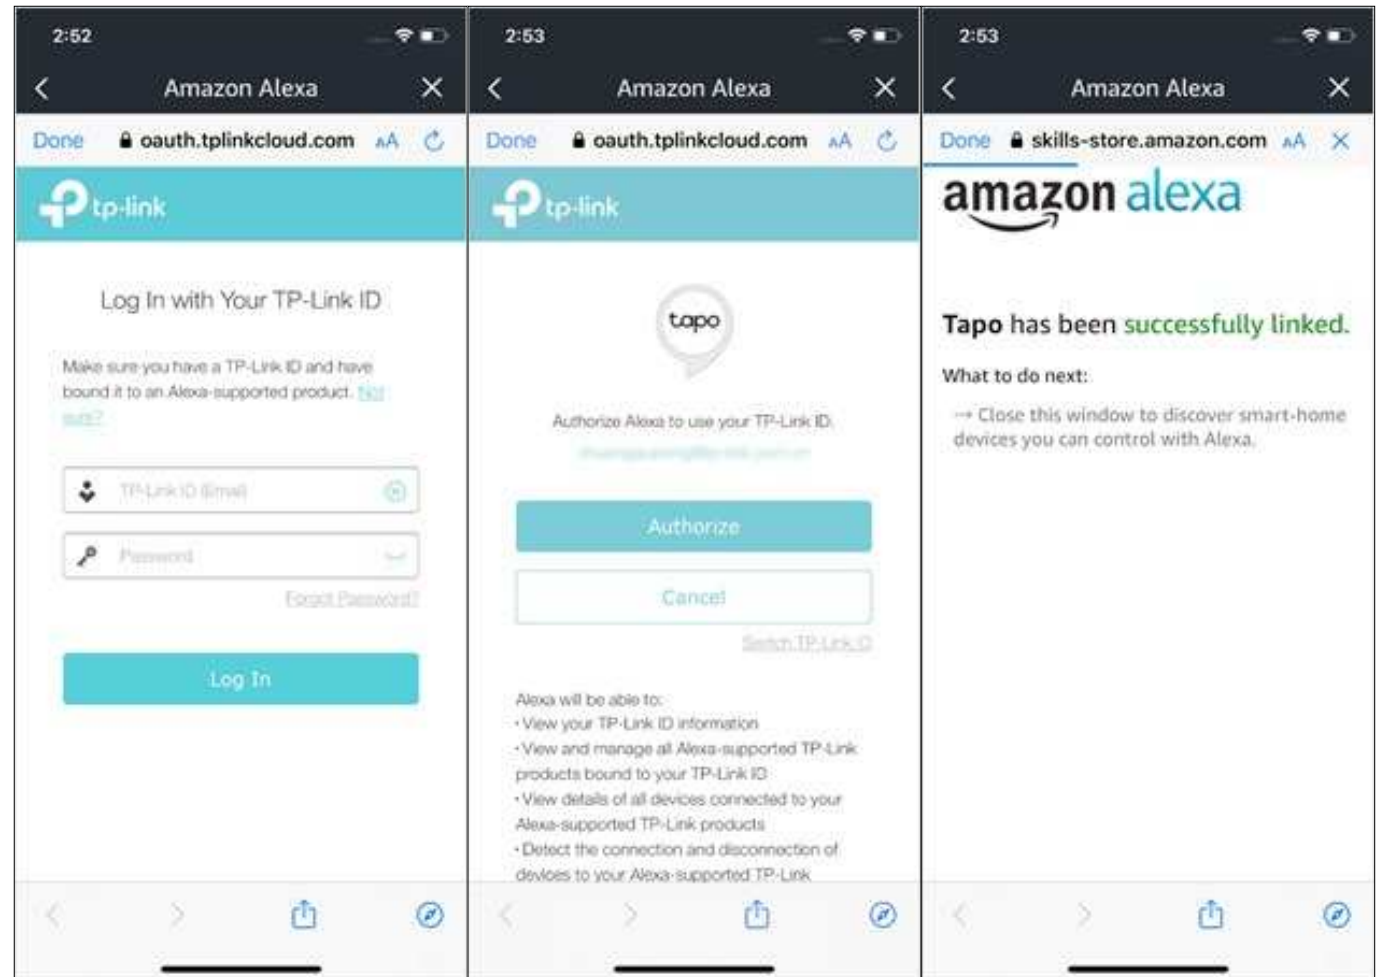 2:52
Amazon Alexa
Done oauth.tplinkcloud.com AA
tp-link
Log In with Your TP-Link ID
Make sure you have a TP-Link ID and have
bound it to an Alexa-supported product. Not
sure?
TP-Link ID (Email)
Password
Forgot Password?
Log In
2:53
Amazon Alexa
Done oauth.tplinkcloud.com AA
tp-link
tapo
Authorize Alexa to use your TP-Link ID.
Authorize
Cancel
Switch TP-Link ID
Alexa will be able to:
• View your TP-Link ID information
• View and manage all Alexa-supported TP-Link
products bound to your TP-Link ID
• View details of all devices connected to your
Alexa-supported TP-Link products
• Detect the connection and disconnection of
devices to your Alexa-supported TP-Link
2:53
Amazon Alexa
Done skills-store.amazon.com AA
amazon alexa
Tapo has been successfully linked.
What to do next:
→ Close this window to discover smart-home
devices you can control with Alexa.